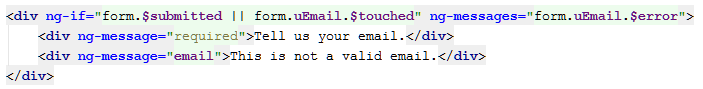 <div ng-if="form.$submitted || form.uEmail.$touched" ng-messages="form.uEmail.$error">
    <div ng-message="required">Tell us your email.</div>
    <div ng-message="email">This is not a valid email.</div>
</div>